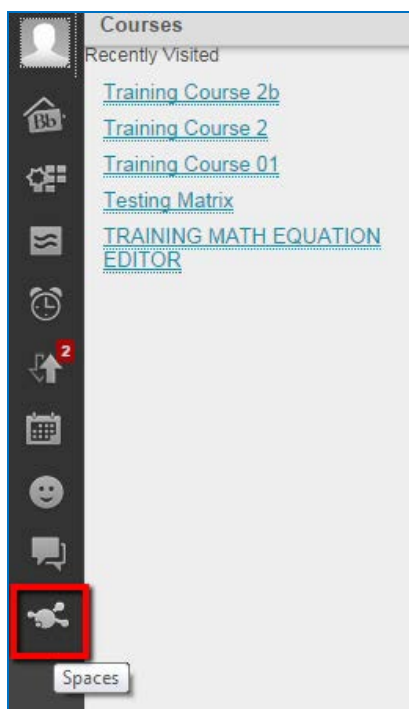 Courses
Recently Visited
Training Course 2b
Training Course 2
Training Course 01
Testing Matrix
TRAINING MATH EQUATION
EDITOR
Bb
2
Spaces